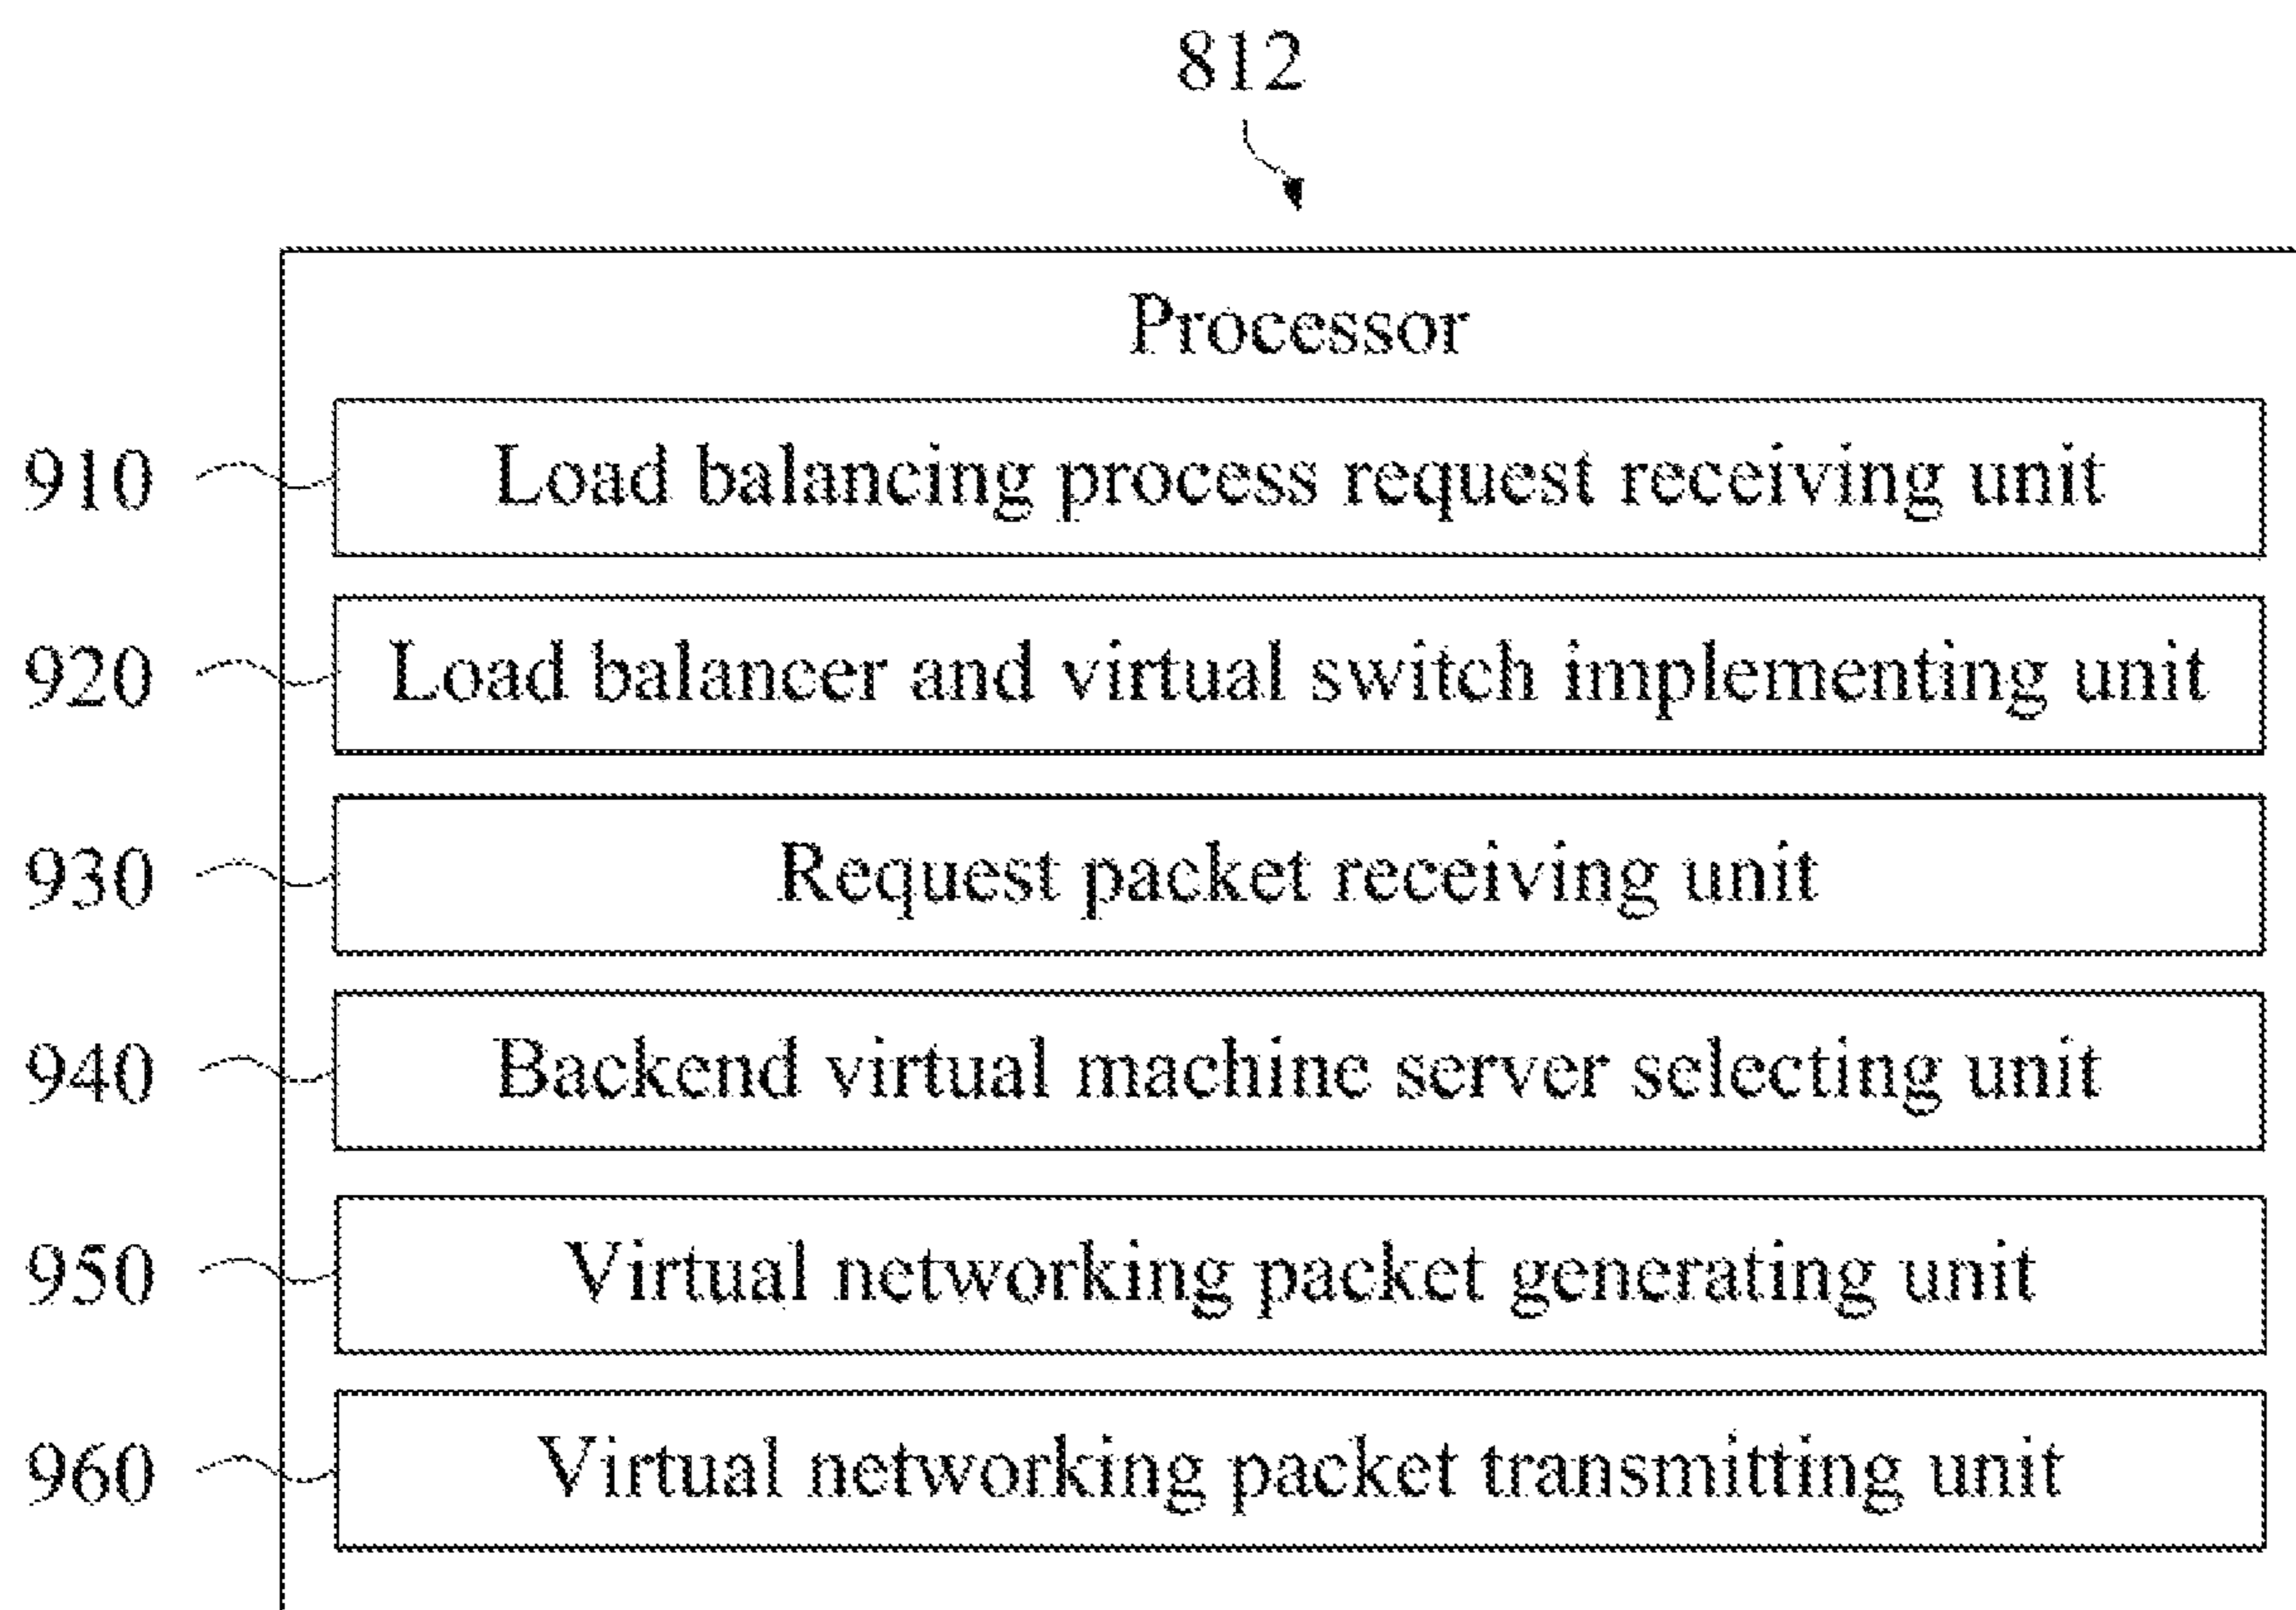 812
Processor
910 Load balancing process request receiving unit
920 Load balancer and virtual switch implementing unit
930 Request packet receiving unit
940 Backend virtual machine server selecting unit
950 Virtual networking packet generating unit
960 Virtual networking packet transmitting unit